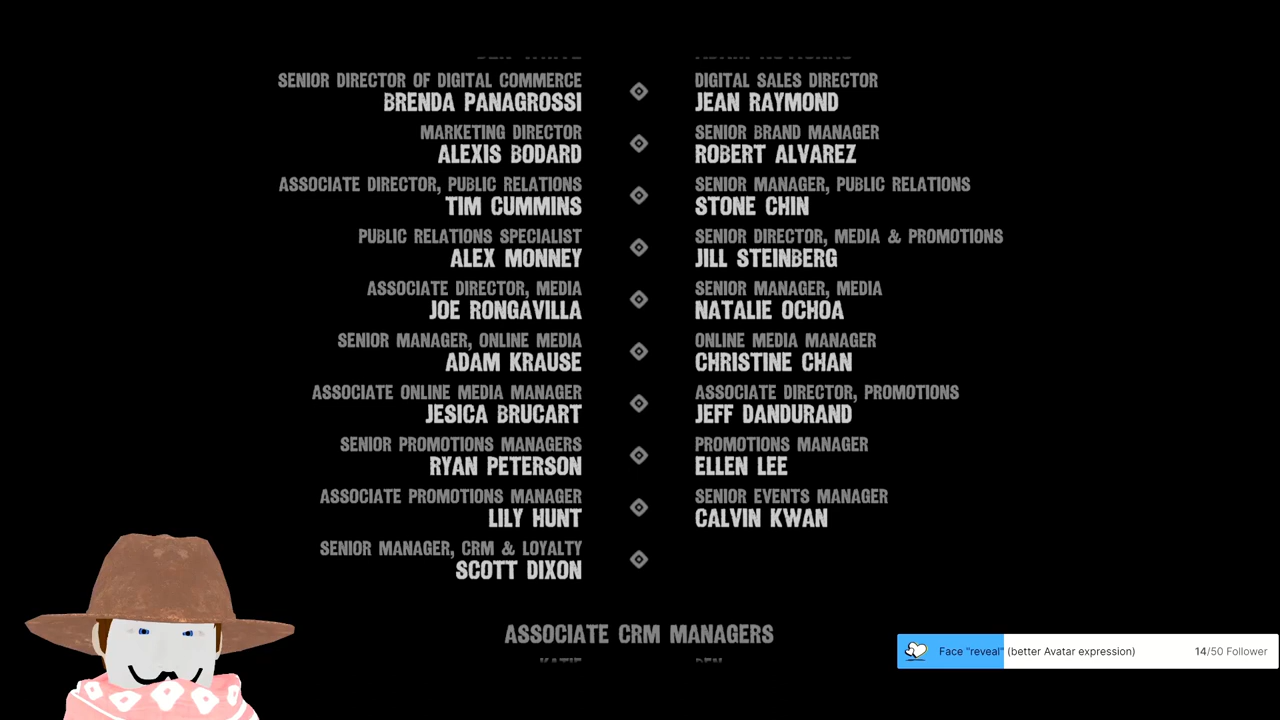 SENIOR DIRECTOR OF DIGITAL COMMERCE
BRENDA PANAGROSSI
DIGITAL SALES DIRECTOR
JEAN RAYMOND
MARKETING DIRECTOR
ALEXIS BODARD
SENIOR BRAND MANAGER
ROBERT ALVAREZ
ASSOCIATE DIRECTOR, PUBLIC RELATIONS
TIM CUMMINS
SENIOR MANAGER, PUBLIC RELATIONS
STONE CHIN
PUBLIC RELATIONS SPECIALIST
ALEX MONNEY
SENIOR DIRECTOR, MEDIA & PROMOTIONS
JILL STEINBERG
ASSOCIATE DIRECTOR, MEDIA
JOE RONGAVILLA
SENIOR MANAGER, MEDIA
NATALIE OCHOA
SENIOR MANAGER, ONLINE MEDIA
ADAM KRAUSE
ONLINE MEDIA MANAGER
CHRISTINE CHAN
ASSOCIATE ONLINE MEDIA MANAGER
JESICA BRUCART
ASSOCIATE DIRECTOR, PROMOTIONS
JEFF DANDURAND
SENIOR PROMOTIONS MANAGERS
RYAN PETERSON
PROMOTIONS MANAGER
ELLEN LEE
ASSOCIATE PROMOTIONS MANAGER
LILY HUNT
SENIOR EVENTS MANAGER
CALVIN KWAN
SENIOR MANAGER, CRM & LOYALTY
SCOTT DIXON
ASSOCIATE CRM MANAGERS
Face "reveal" (better Avatar expression) 14/50 Follower